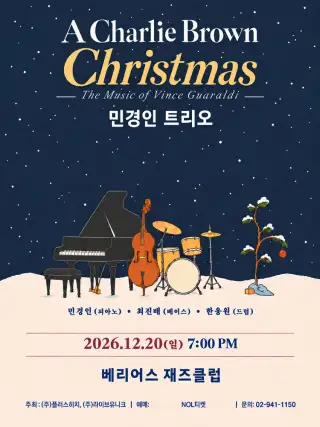 A Charlie Brown
Christmas
The Music of Vince Guaraldi
민경인 트리오
민경인 (피아노) • 최진배 (베이스) • 한웅원 (드럼)
2026.12.20(일) 7:00 PM
베리어스 재즈클럽
주최 : (주)플러스히치, (주)라이브유니크 | 예매: NOL티켓 | 문의: 02-941-1150